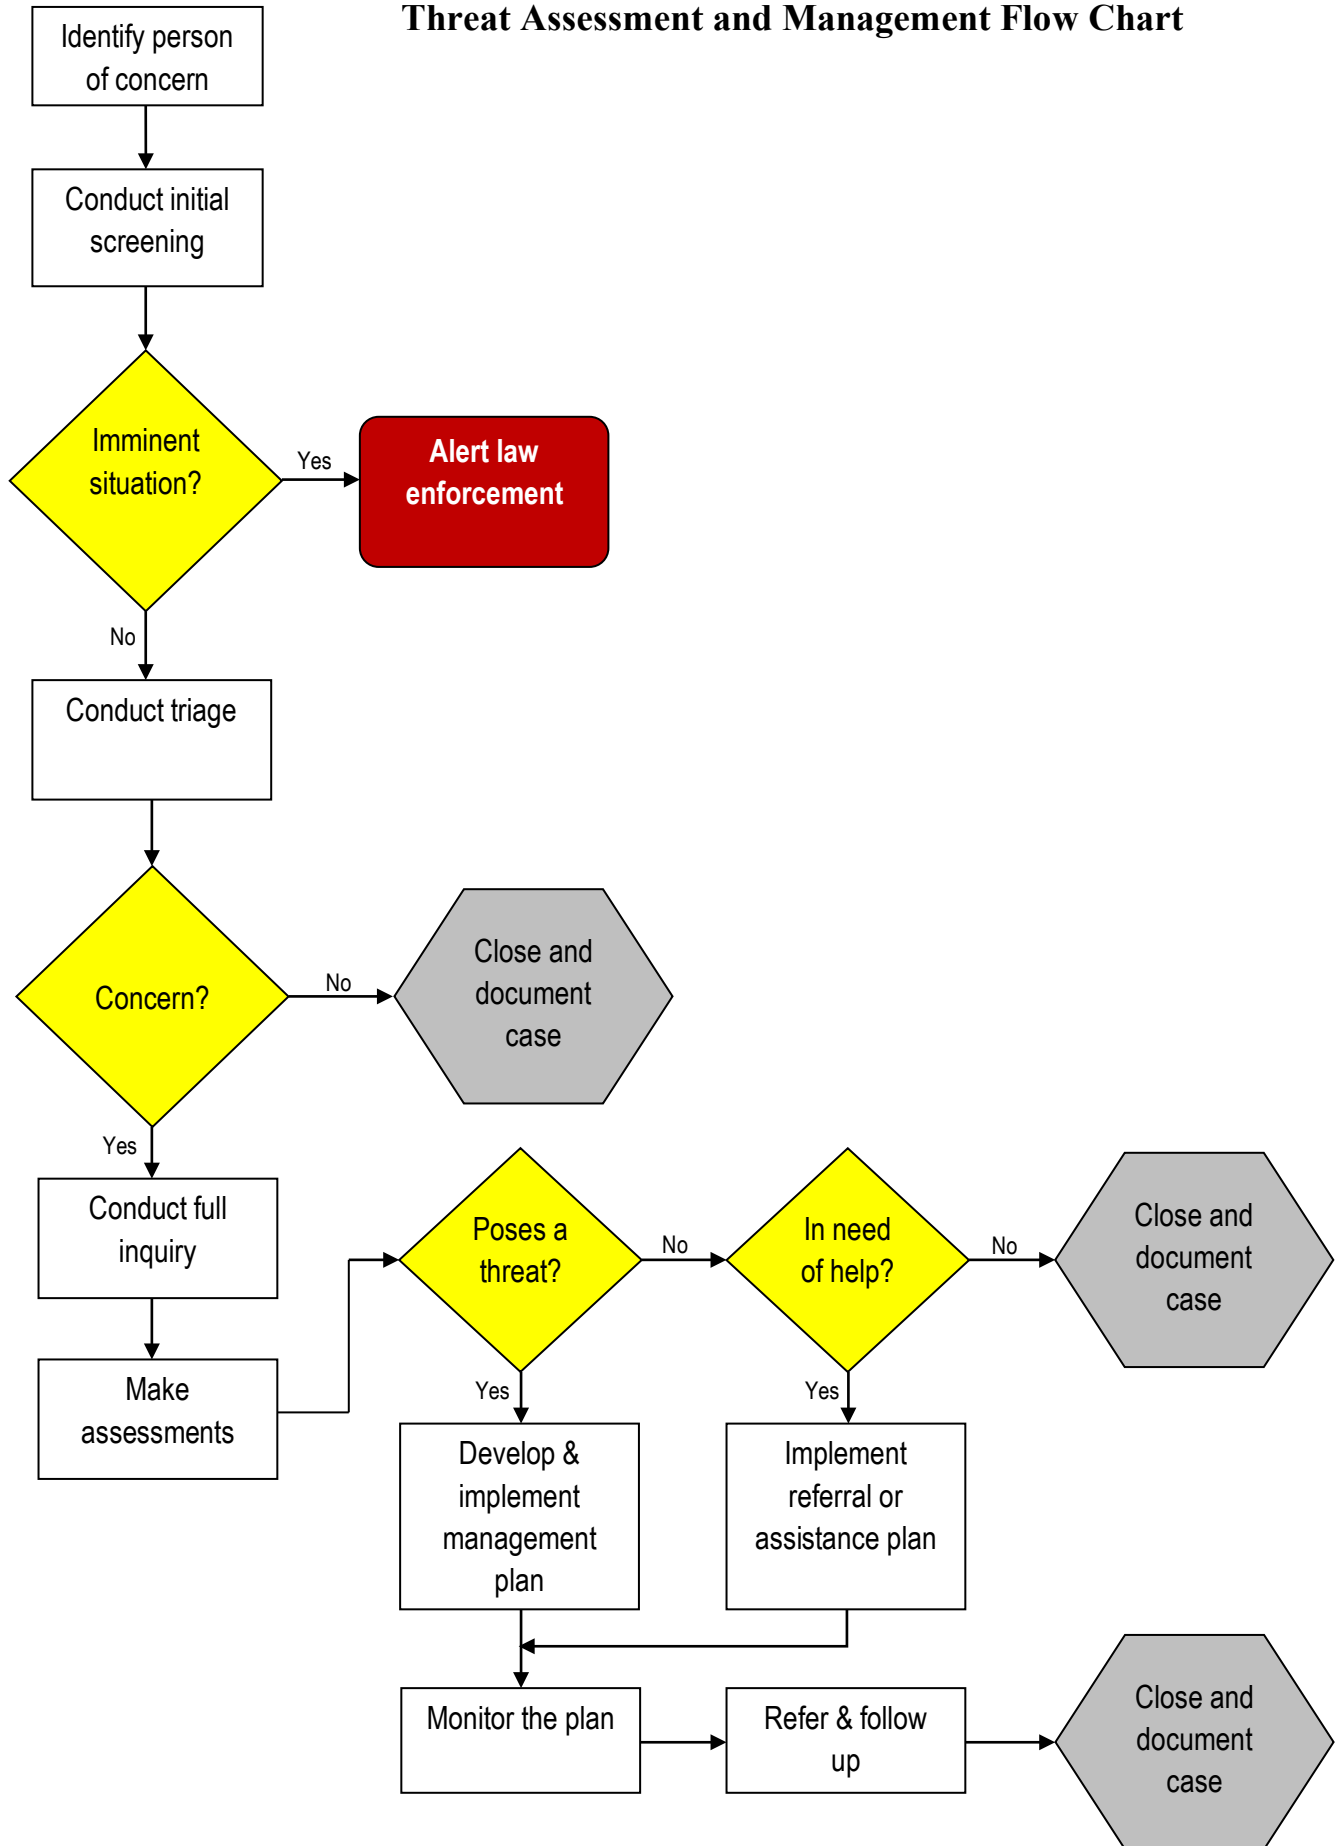 Threat Assessment and Management Flow Chart
Identify person
of concern
Conduct initial
screening
Imminent
situation?
Yes
Alert law
enforcement
No
Conduct triage
Concern?
No
Close and
document
case
Yes
Conduct full
inquiry
Make
assessments
Poses a
threat?
No
In need
of help?
No
Close and
document
case
Yes
Develop &
implement
management
plan
Yes
Implement
referral or
assistance plan
Monitor the plan
Refer & follow
up
Close and
document
case